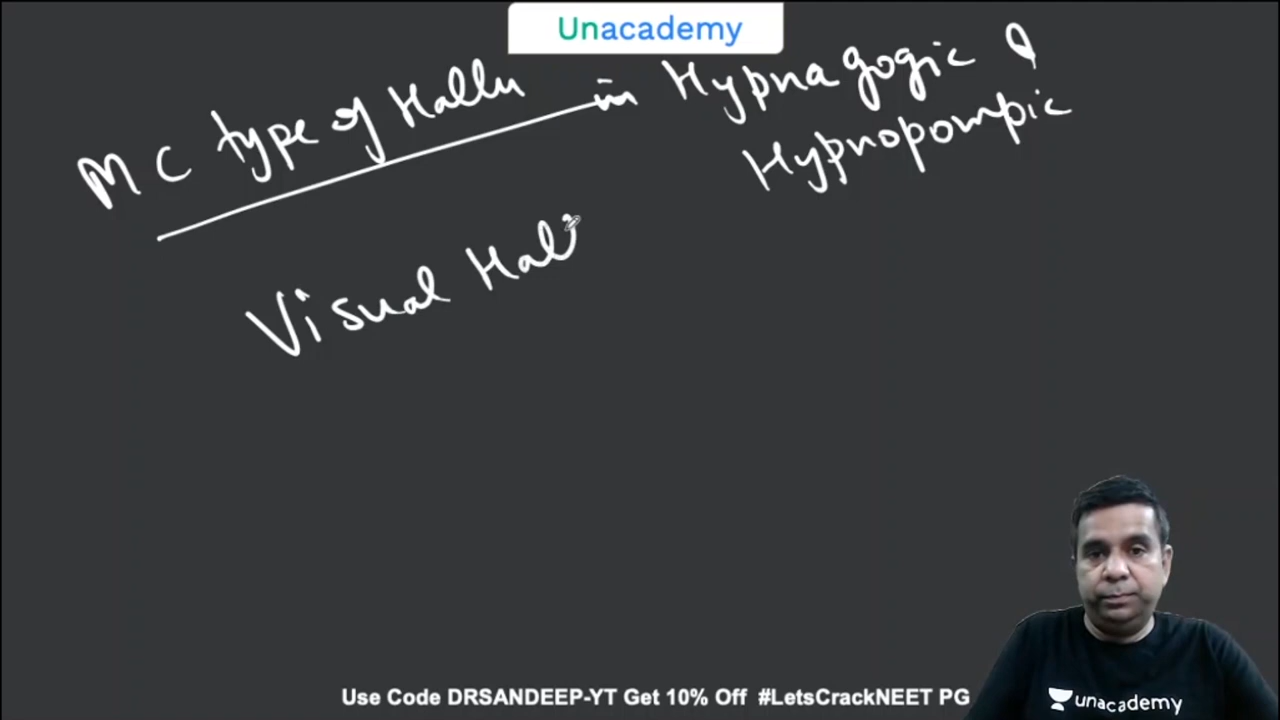 Unacademy
MC type of Hallu in Hypnagogic &
Hypnopompic
Visual Hall
unacademy
Use Code DRSANDEEP-YT Get 10% Off #LetsCrackNEET PG